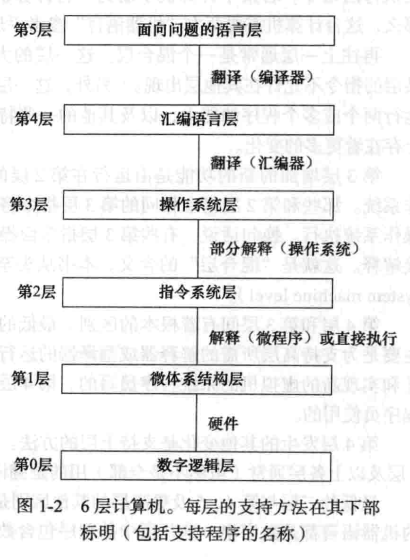 第5层 面向问题的语言层
翻译（编译器）
第4层 汇编语言层
翻译（汇编器）
第3层 操作系统层
部分解释（操作系统）
第2层 指令系统层
解释（微程序）或直接执行
第1层 微体系结构层
硬件
第0层 数字逻辑层
图 1-2 6层计算机。每层的支持方法在其下部
标明（包括支持程序的名称）